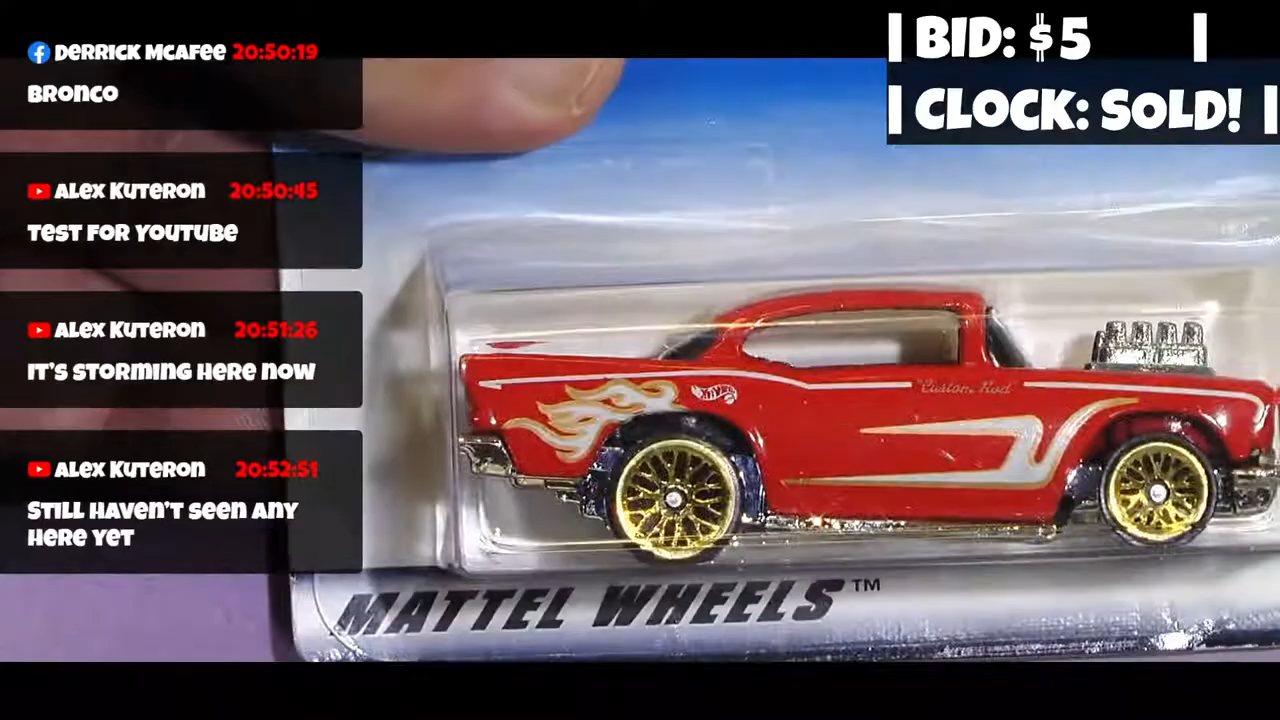 DERRICK MCAFEE 20:50:19
BRONCO
ALEX KUTERON 20:50:45
TEST FOR YOUTUBE
ALEX KUTERON 20:51:26
IT'S STORMING HERE NOW
ALEX KUTERON 20:52:51
STILL HAVEN'T SEEN ANY
HERE YET
| BID: $5 |
| CLOCK: SOLD! |
Hot Wheels
"Custom Rod"
MATTEL WHEELS™